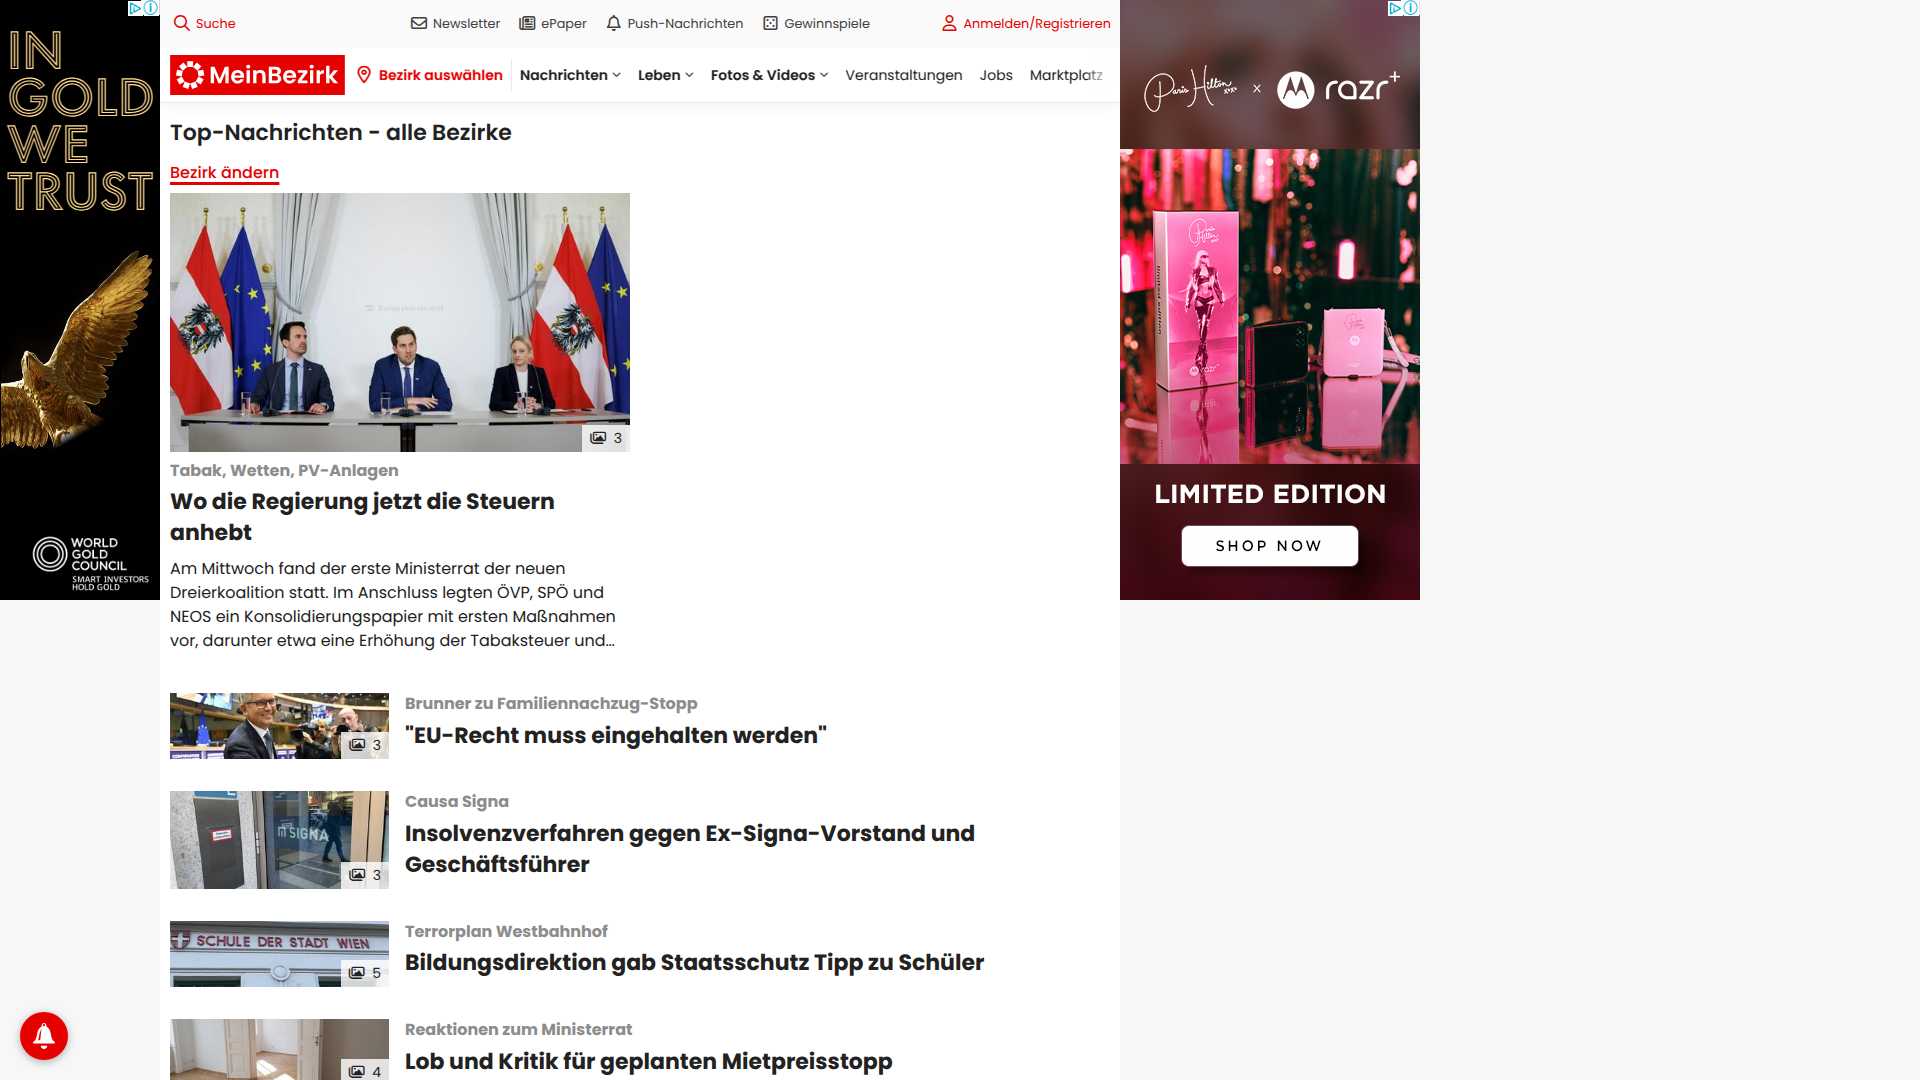 IN
GOLD
WE
TRUST
WORLD
GOLD
COUNCIL
SMART INVESTORS
HOLD GOLD
Suche
Newsletter
ePaper
Push-Nachrichten
Gewinnspiele
Anmelden/Registrieren
MeinBezirk
Bezirk auswählen
Nachrichten
Leben
Fotos & Videos
Veranstaltungen
Jobs
Marktplatz
Top-Nachrichten - alle Bezirke
Bezirk ändern
3
Tabak, Wetten, PV-Anlagen
Wo die Regierung jetzt die Steuern
anhebt
Am Mittwoch fand der erste Ministerrat der neuen
Dreierkoalition statt. Im Anschluss legten ÖVP, SPÖ und
NEOS ein Konsolidierungspapier mit ersten Maßnahmen
vor, darunter etwa eine Erhöhung der Tabaksteuer und...
3
Brunner zu Familiennachzug-Stopp
"EU-Recht muss eingehalten werden"
SIGNA
3
Causa Signa
Insolvenzverfahren gegen Ex-Signa-Vorstand und
Geschäftsführer
SCHULE DER STADT WIEN
5
Terrorplan Westbahnhof
Bildungsdirektion gab Staatsschutz Tipp zu Schüler
4
Reaktionen zum Ministerrat
Lob und Kritik für geplanten Mietpreisstopp
Paris Hilton x razr+
Paris Hilton
razr
LIMITED EDITION
SHOP NOW